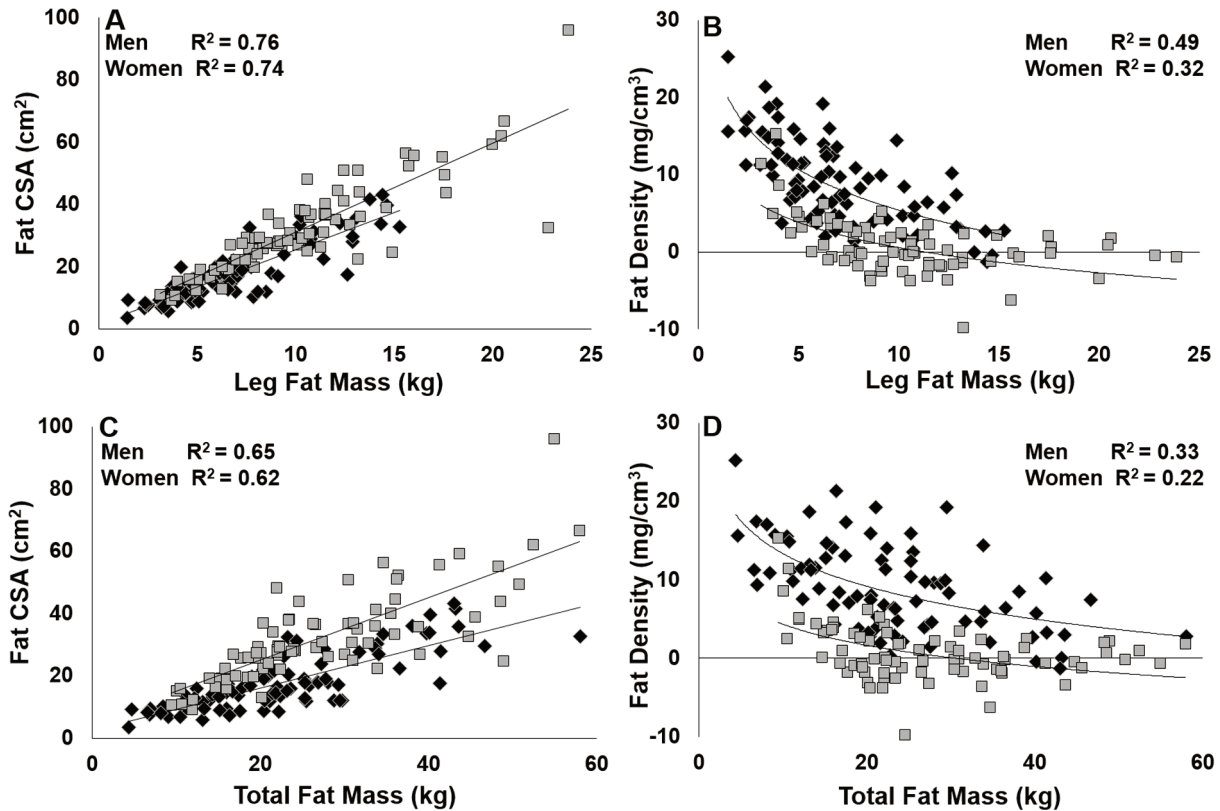 A
Men R² = 0.76
Women R² = 0.74
100
80
60
40
20
0
Fat CSA (cm²)
0 5 10 15 20 25
Leg Fat Mass (kg)
B
Men R² = 0.49
Women R² = 0.32
30
20
10
0
-10
Fat Density (mg/cm³)
0 5 10 15 20 25
Leg Fat Mass (kg)
C
Men R² = 0.65
Women R² = 0.62
100
80
60
40
20
0
Fat CSA (cm²)
0 20 40 60
Total Fat Mass (kg)
D
Men R² = 0.33
Women R² = 0.22
30
20
10
0
-10
Fat Density (mg/cm³)
0 20 40 60
Total Fat Mass (kg)